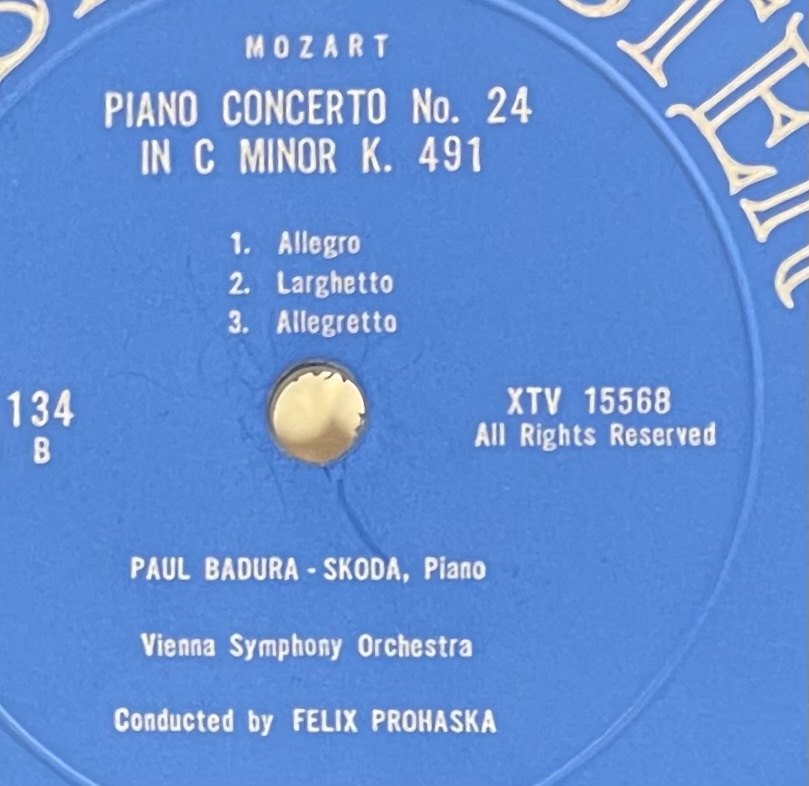 MOZART
PIANO CONCERTO No. 24
IN C MINOR K. 491
1. Allegro
2. Larghetto
3. Allegretto
134
B
XTV 15568
All Rights Reserved
PAUL BADURA-SKODA, Piano
Vienna Symphony Orchestra
Conducted by FELIX PROHASKA